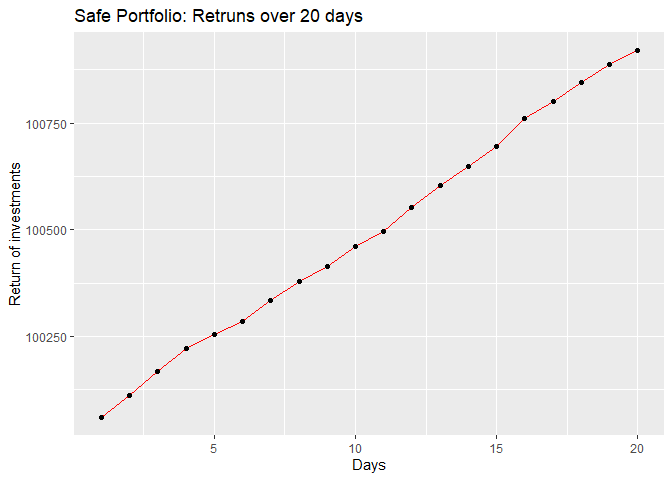 Safe Portfolio: Retruns over 20 days
Return of investments
100750
100500
100250
5 10 15 20
Days